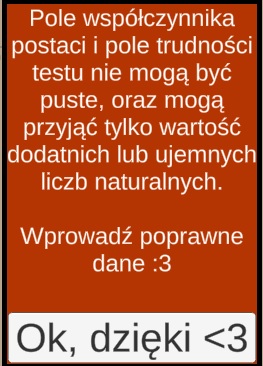 Pole współczynnika
postaci i pole trudności
testu nie mogą być
puste, oraz mogą
przyjąć tylko wartość
dodatnich lub ujemnych
liczb naturalnych.
Wprowadź poprawne
dane :3
Ok, dzięki <3